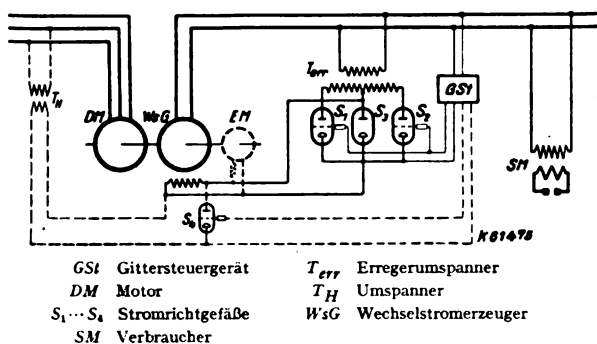 T_err
T_H
S_1 S_3 S_2
GSt
DM WsG EM
SM
S_4
K 61478
GSt Gittersteuergerät
DM Motor
S_1 ··· S_4 Stromrichtgefäße
SM Verbraucher
T_err Erregerumspanner
T_H Umspanner
WsG Wechselstromerzeuger